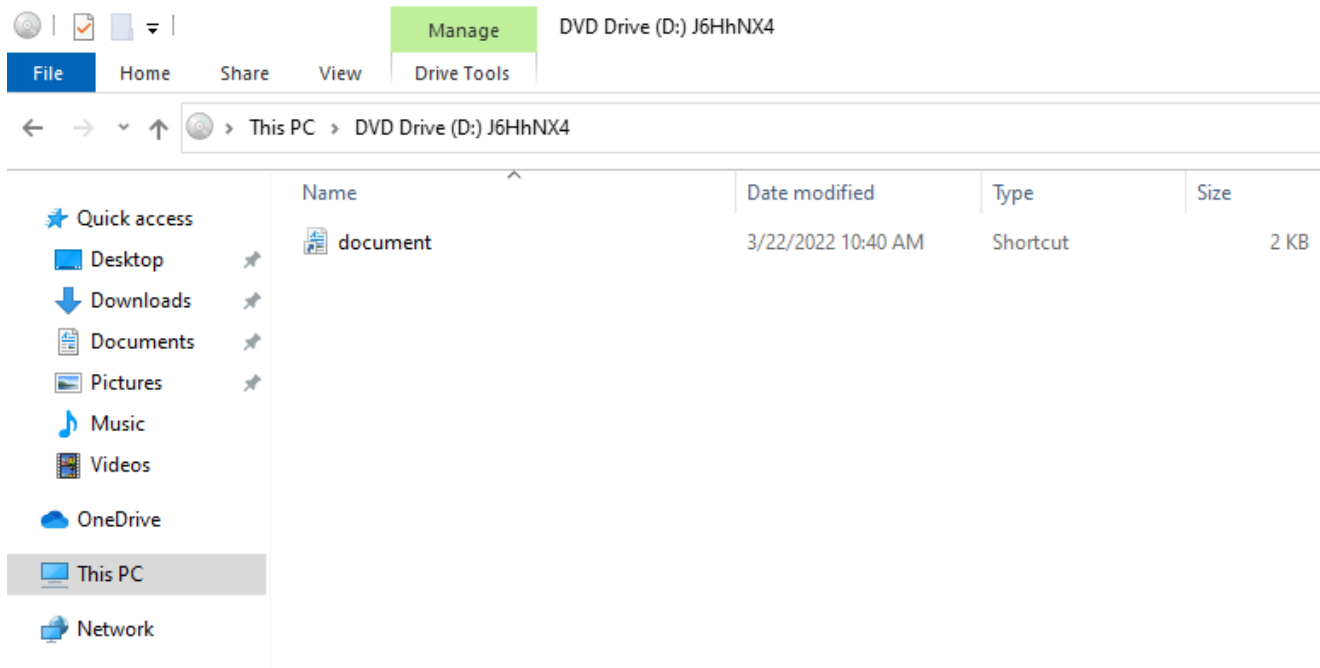 Manage DVD Drive (D:) J6HhNX4
File Home Share View Drive Tools
This PC > DVD Drive (D:) J6HhNX4
Name Date modified Type Size
Quick access
document 3/22/2022 10:40 AM Shortcut 2 KB
Desktop
Downloads
Documents
Pictures
Music
Videos
OneDrive
This PC
Network